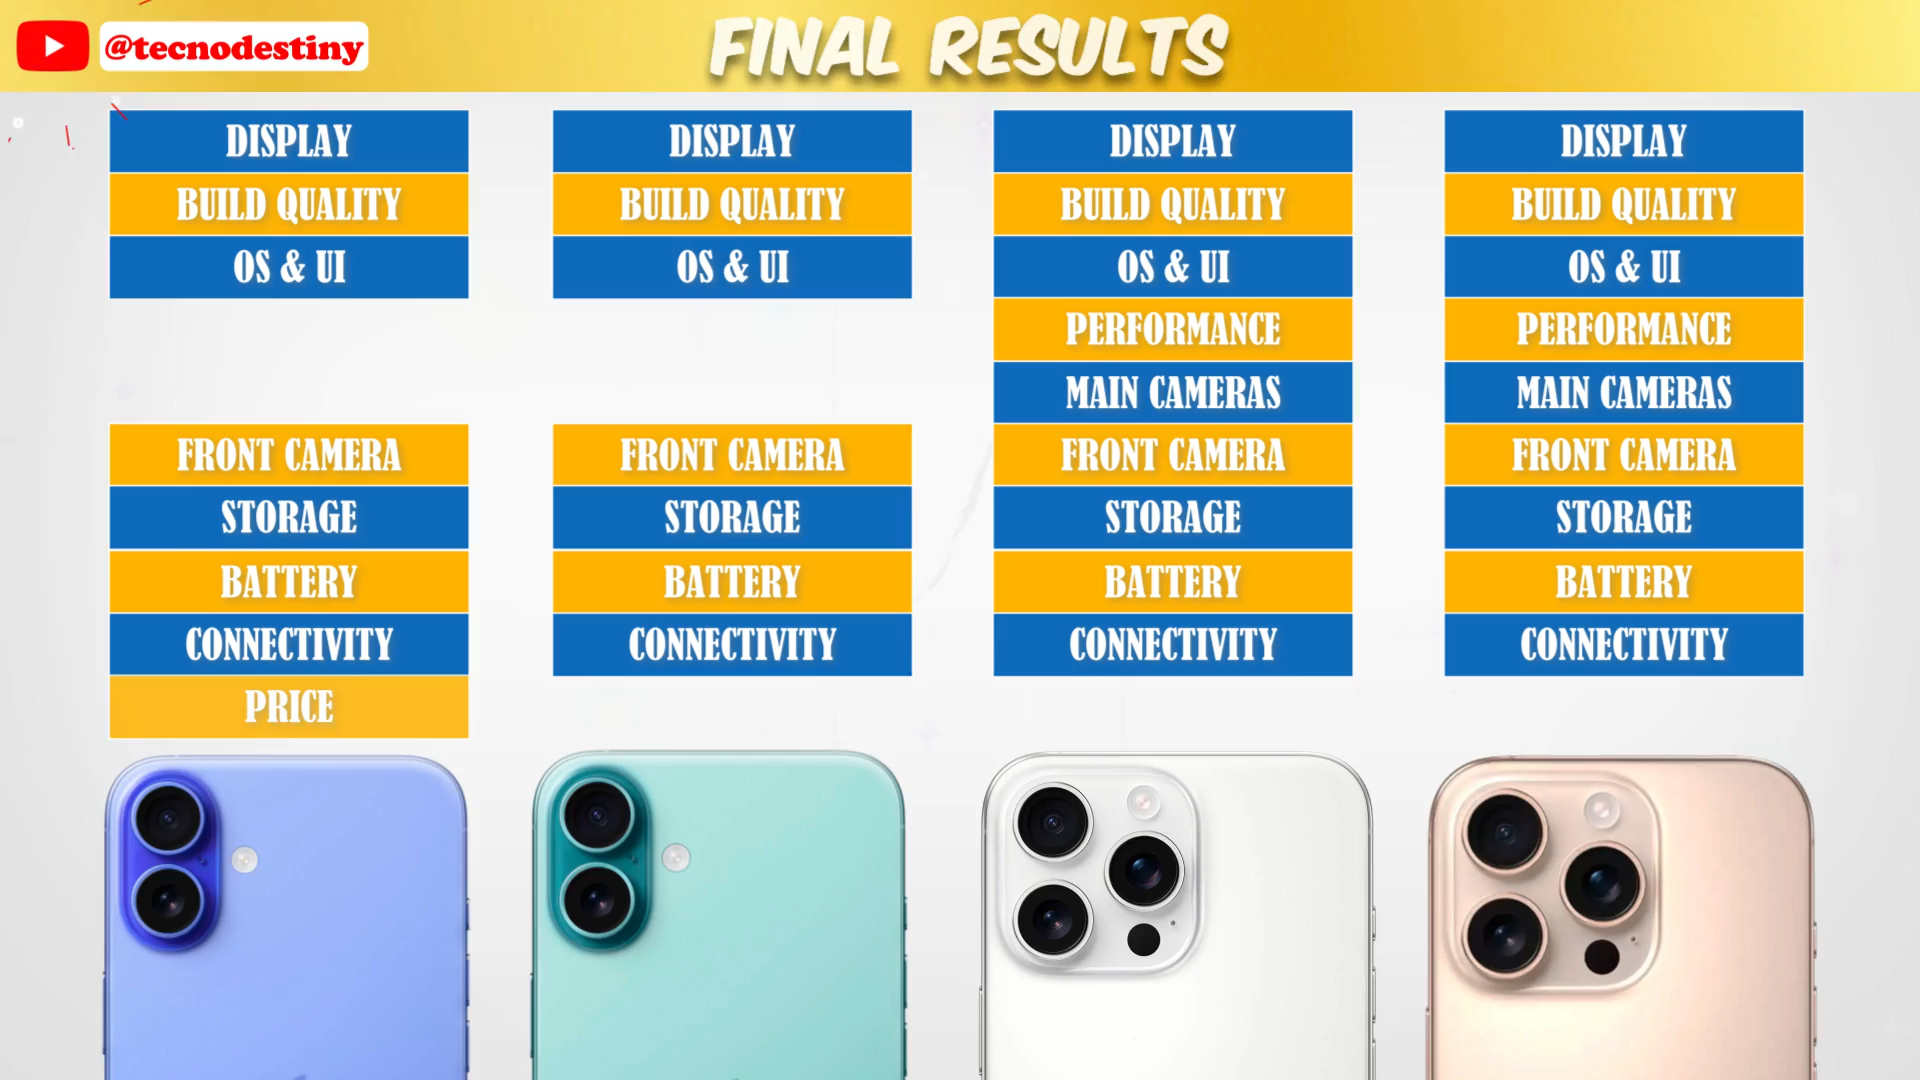 @tecnodestiny
FINAL RESULTS
DISPLAY
BUILD QUALITY
OS & UI
FRONT CAMERA
STORAGE
BATTERY
CONNECTIVITY
PRICE
DISPLAY
BUILD QUALITY
OS & UI
FRONT CAMERA
STORAGE
BATTERY
CONNECTIVITY
DISPLAY
BUILD QUALITY
OS & UI
PERFORMANCE
MAIN CAMERAS
FRONT CAMERA
STORAGE
BATTERY
CONNECTIVITY
DISPLAY
BUILD QUALITY
OS & UI
PERFORMANCE
MAIN CAMERAS
FRONT CAMERA
STORAGE
BATTERY
CONNECTIVITY